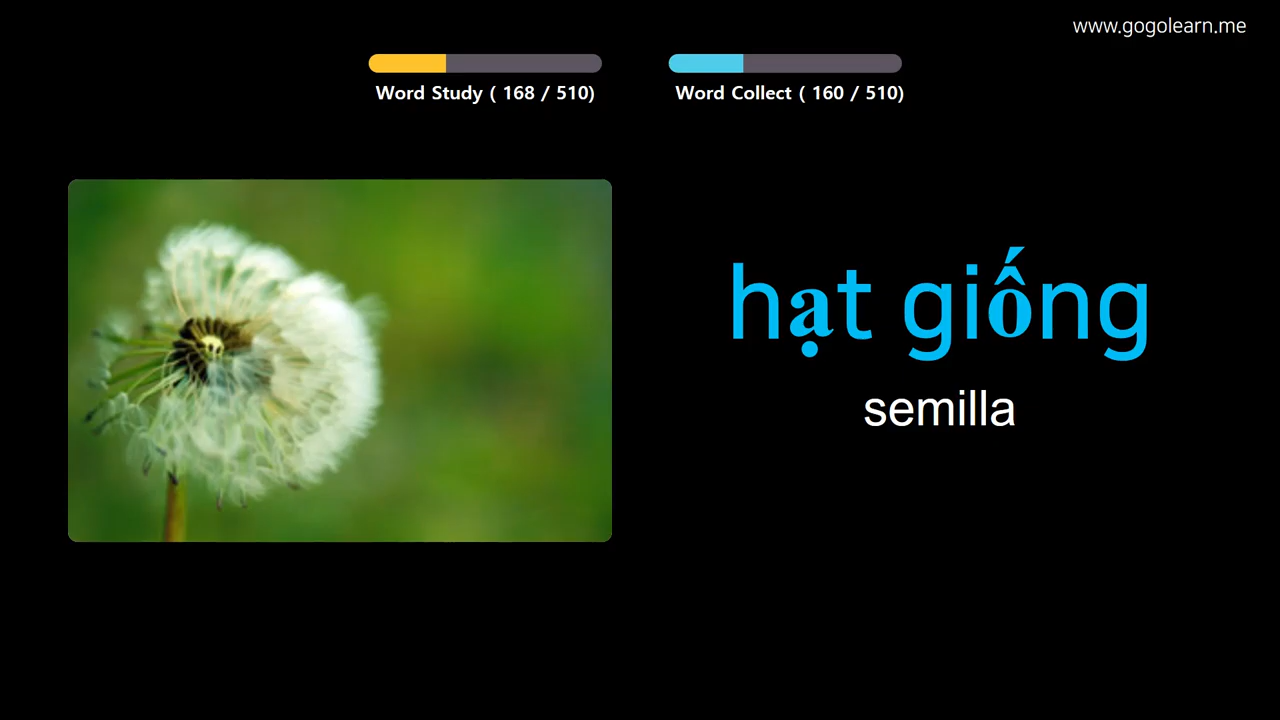 www.gogolearn.me
Word Study ( 168 / 510)
Word Collect ( 160 / 510)
hạt giống
semilla